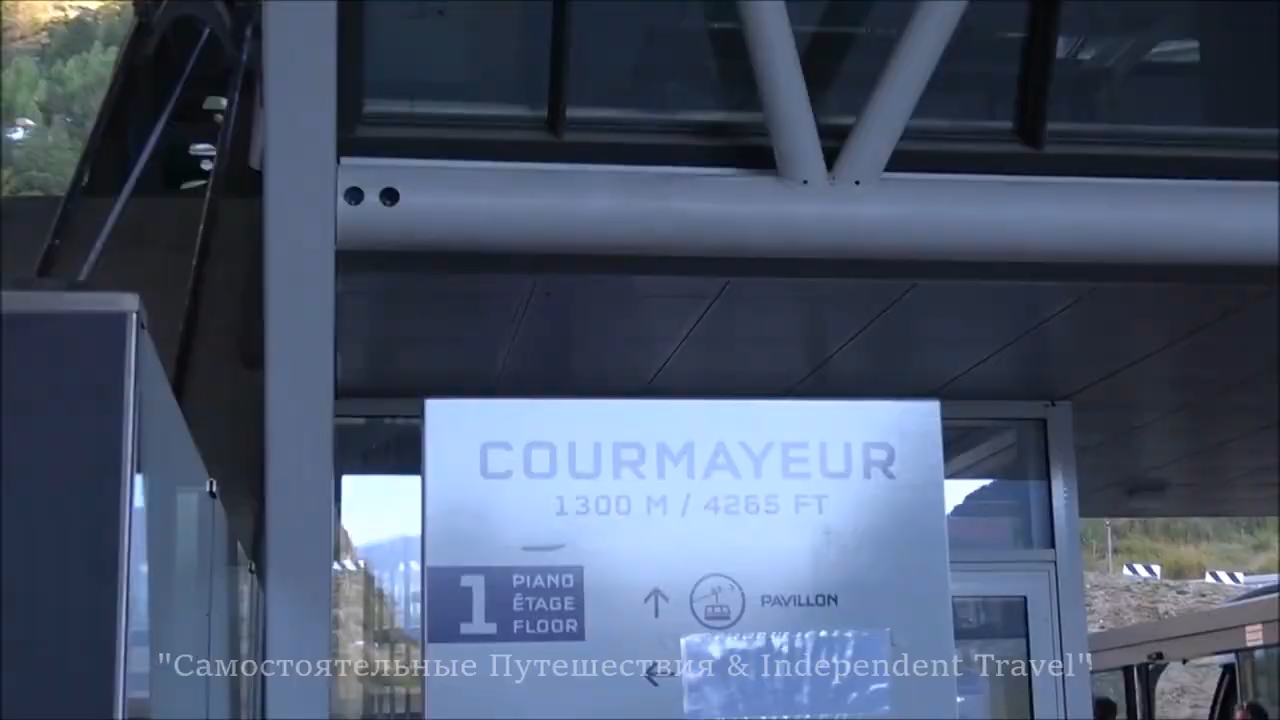 COURMAYEUR
1300 M / 4265 FT
1
PIANO
ÉTAGE
FLOOR
PAVILLON
"Самостоятельные Путешествия & Independent Travel"